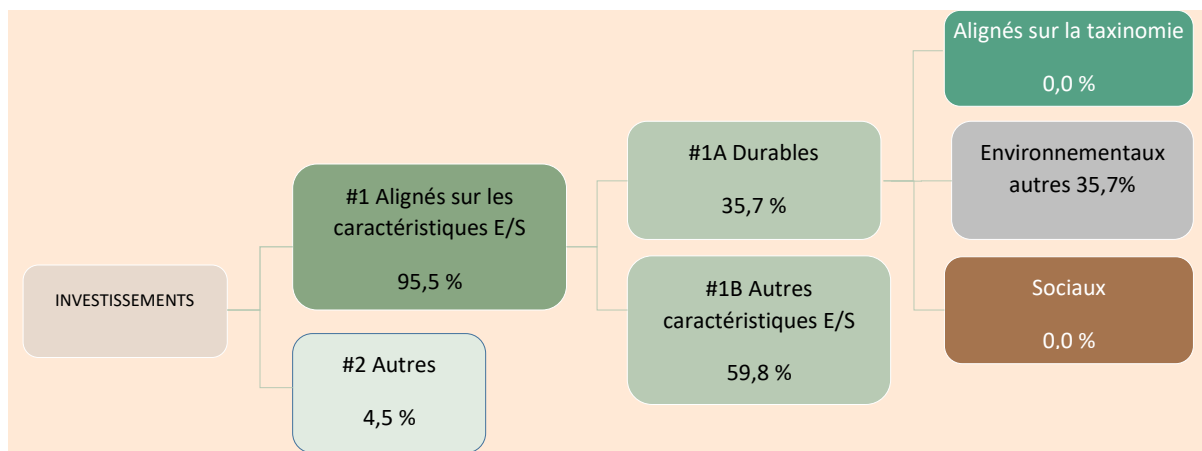 INVESTISSEMENTS
#1 Alignés sur les
caractéristiques E/S
95,5 %
#2 Autres
4,5 %
#1A Durables
35,7 %
#1B Autres
caractéristiques E/S
59,8 %
Alignés sur la taxinomie
0,0 %
Environnementaux
autres 35,7%
Sociaux
0,0 %